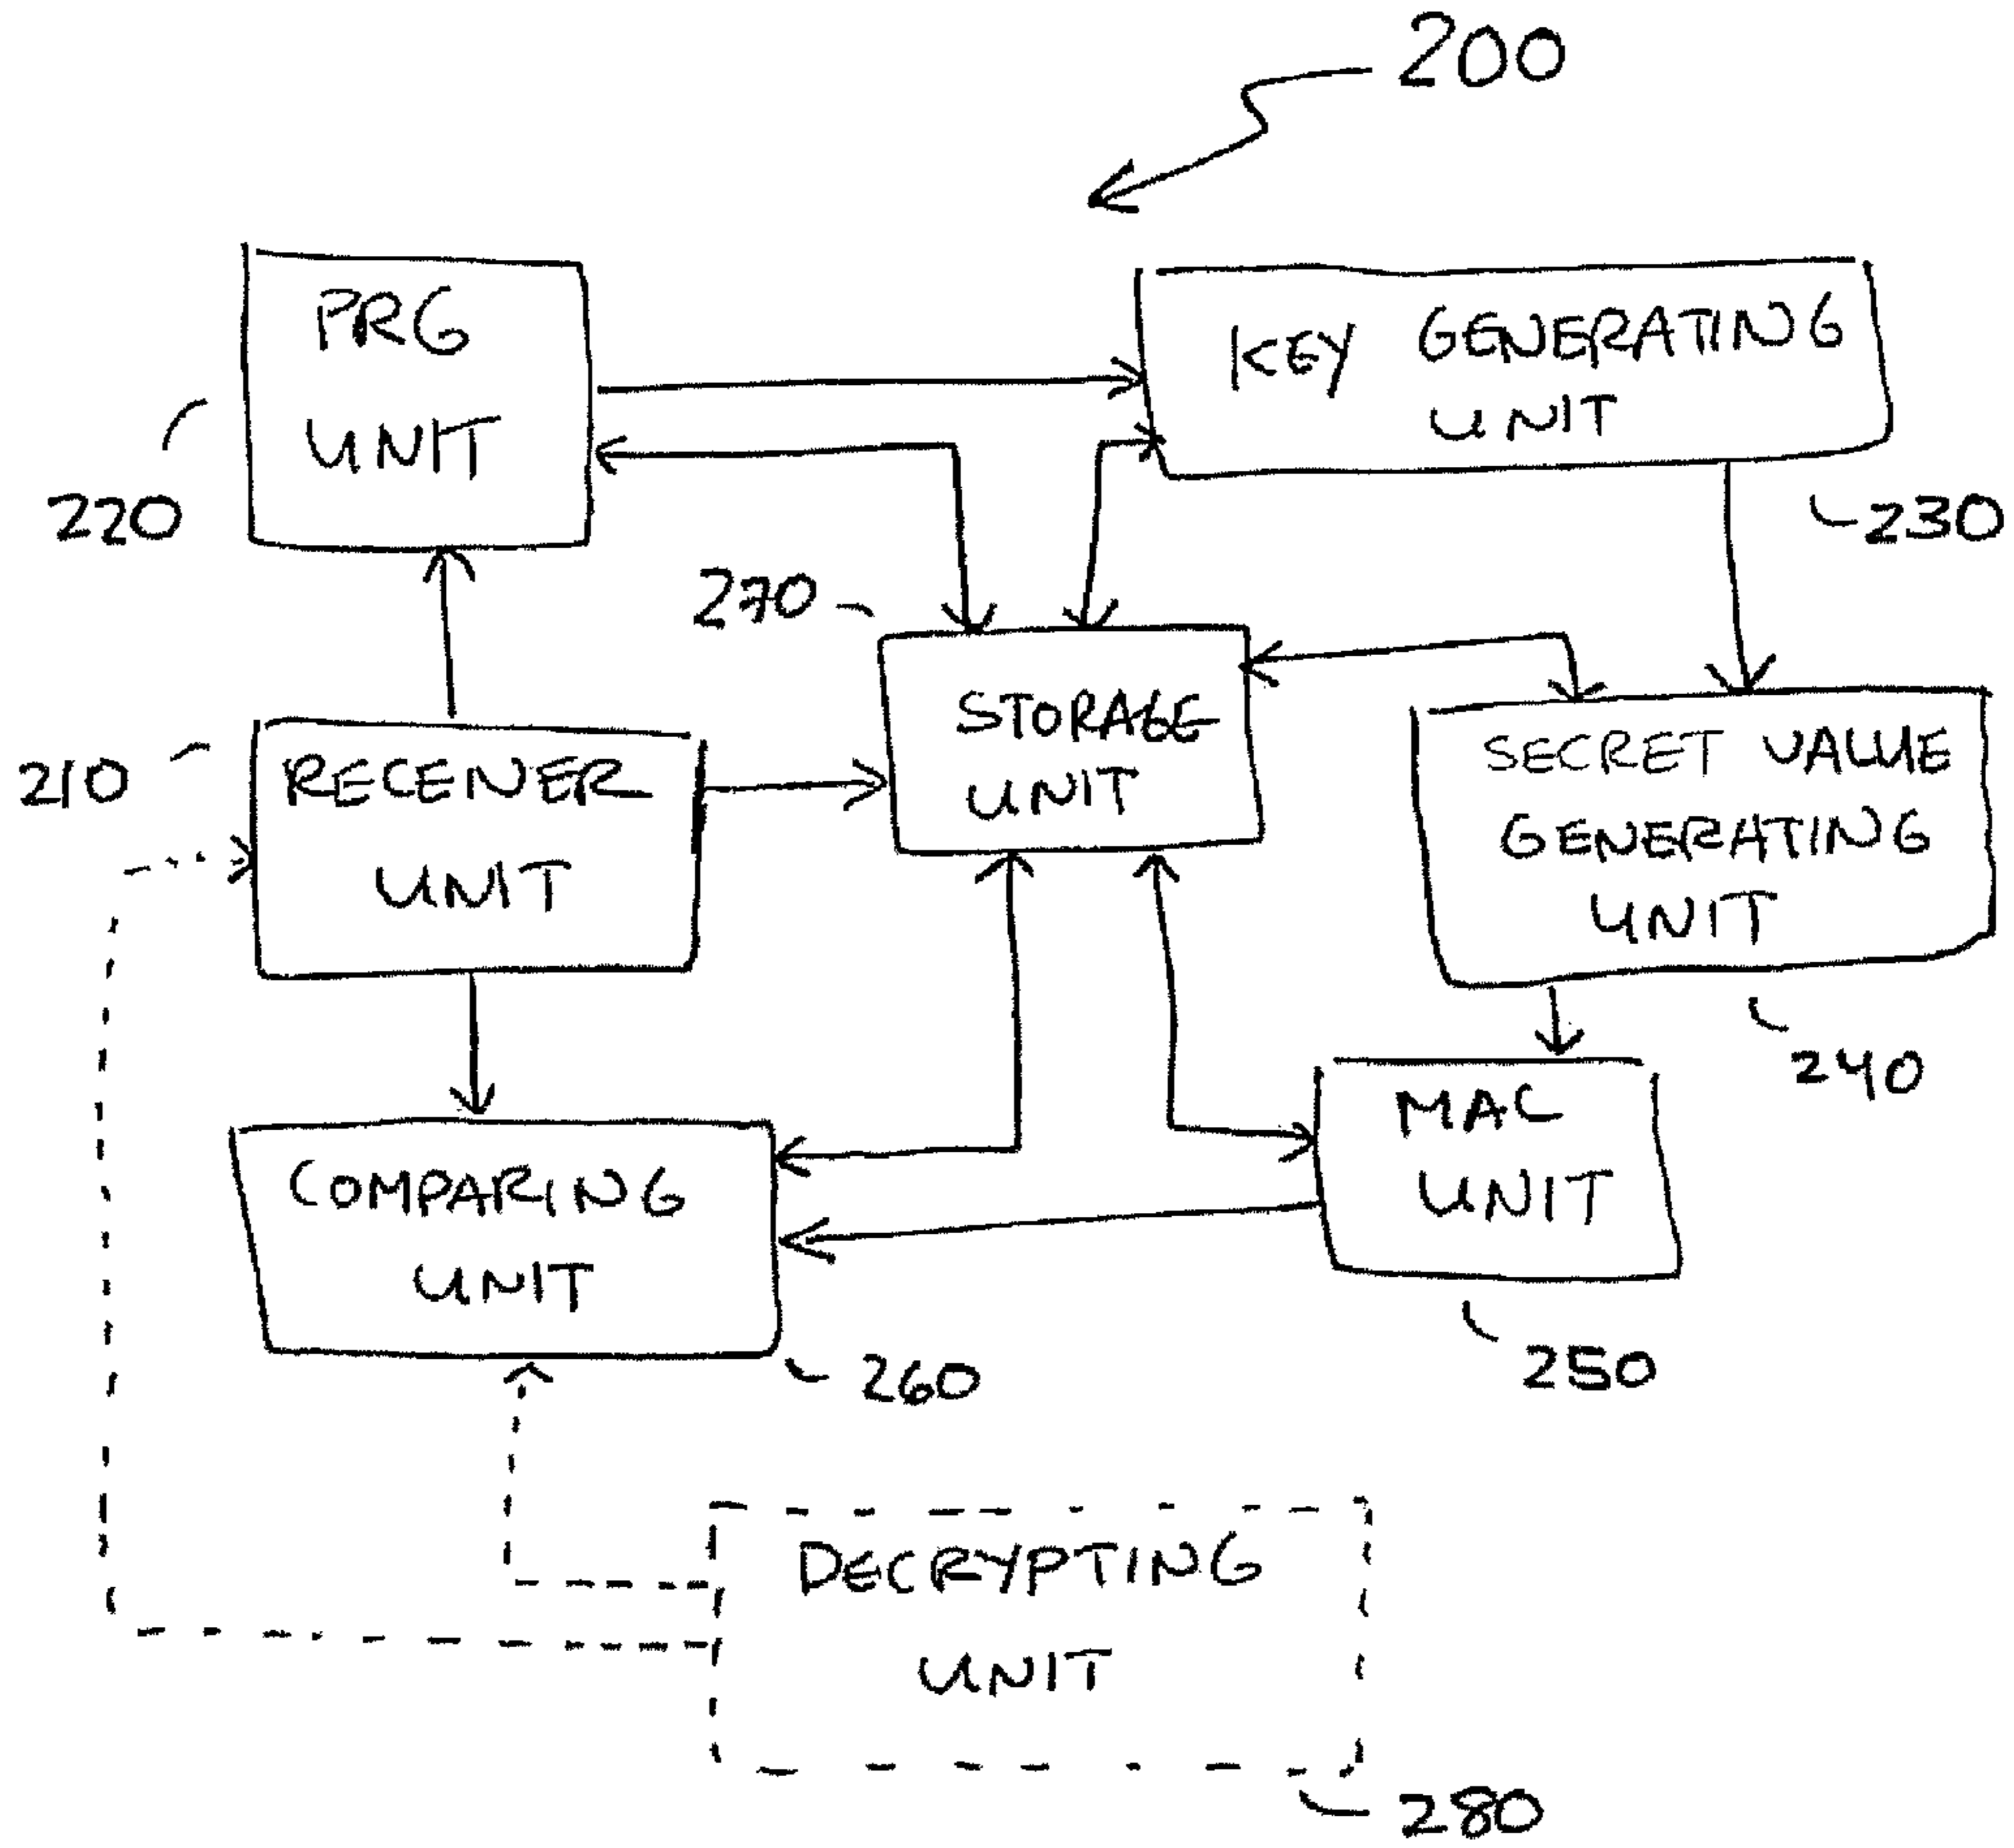 200
PRG
UNIT
220
KEY GENERATING
UNIT
230
270
STORAGE
UNIT
210
RECEIVER
UNIT
SECRET VALUE
GENERATING
UNIT
240
MAC
UNIT
250
COMPARING
UNIT
260
DECRYPTING
UNIT
280